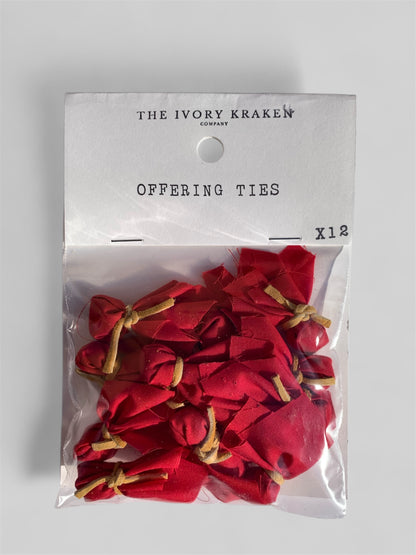 THE IVORY KRAKEN
COMPANY
OFFERING TIES
X12